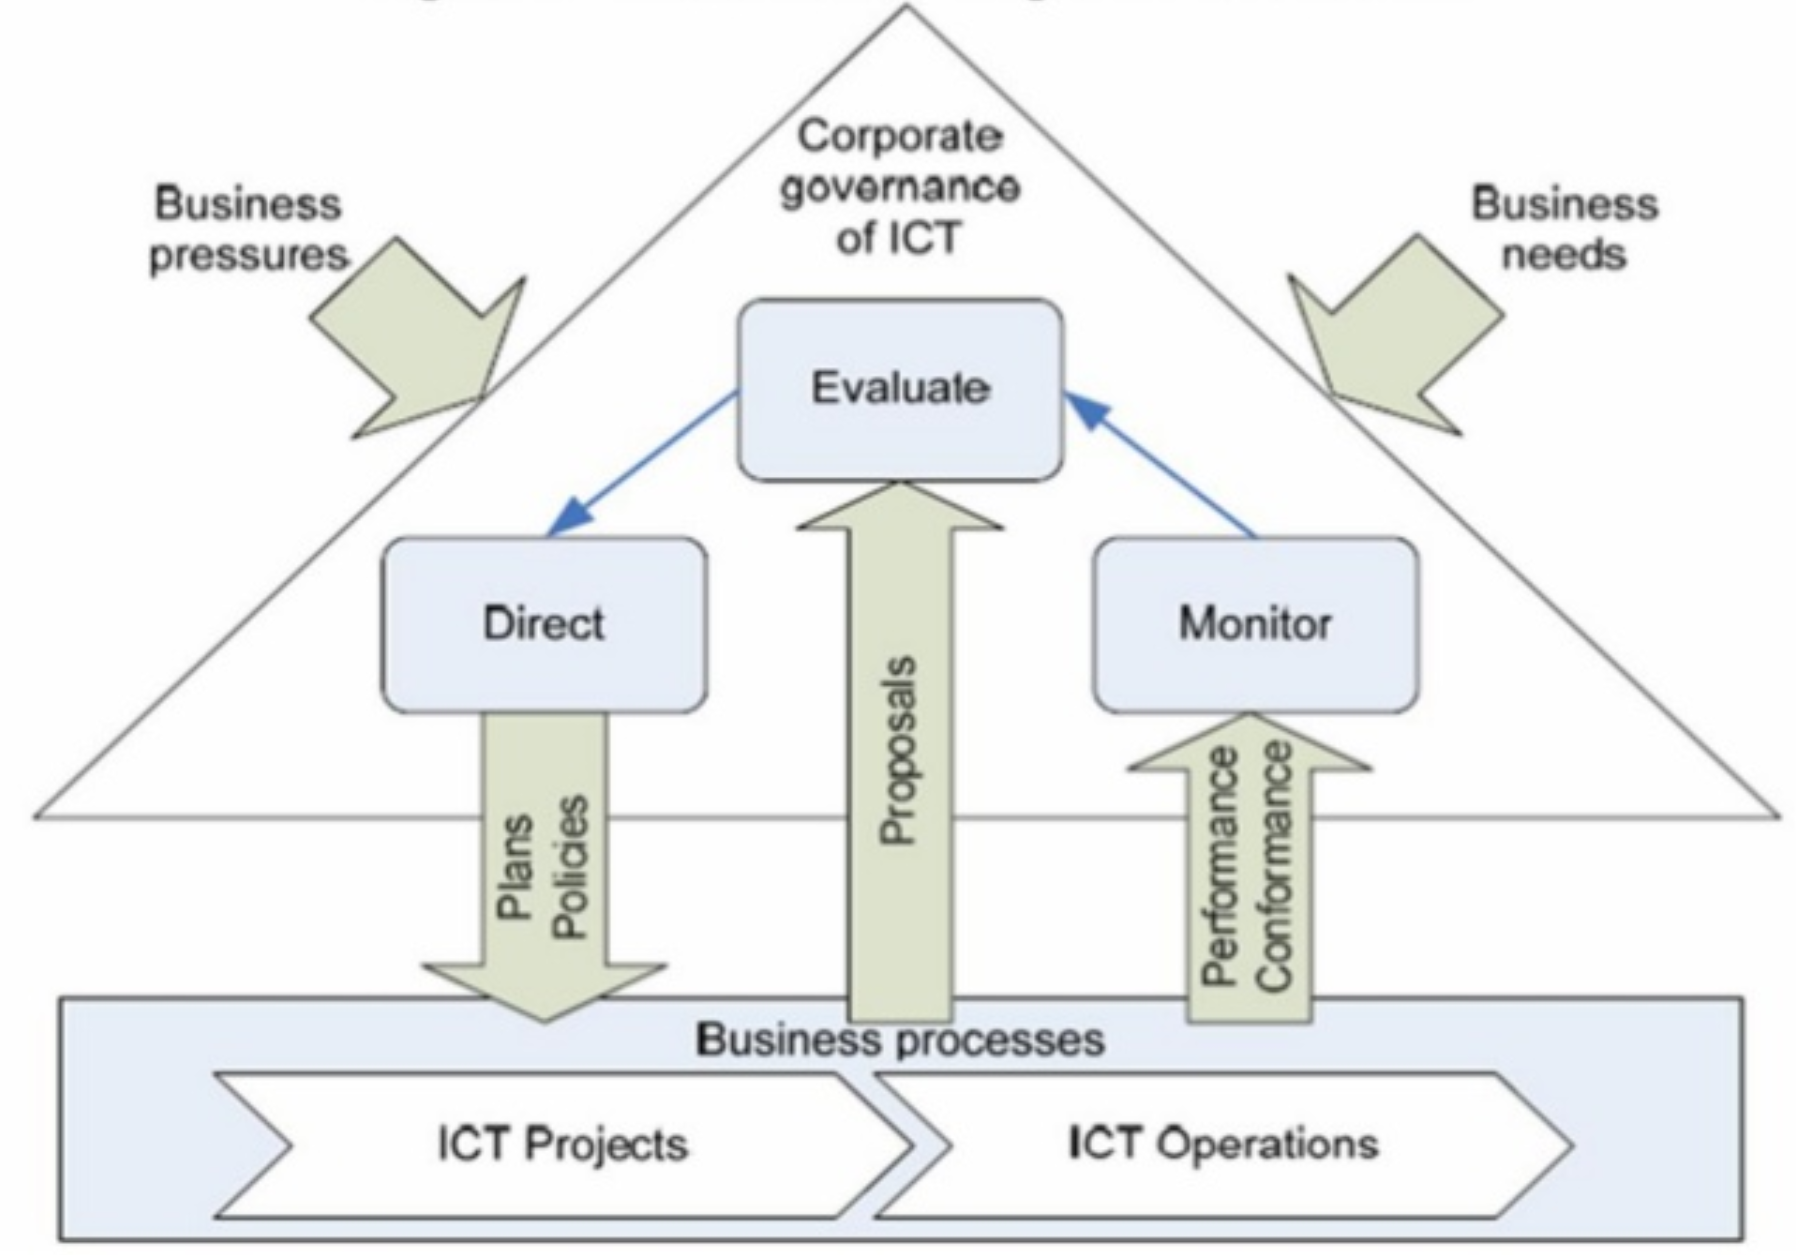 Corporate
governance
of ICT
Business
pressures
Business
needs
Evaluate
Direct
Monitor
Plans
Policies
Proposals
Performance
Conformance
Business processes
ICT Projects
ICT Operations